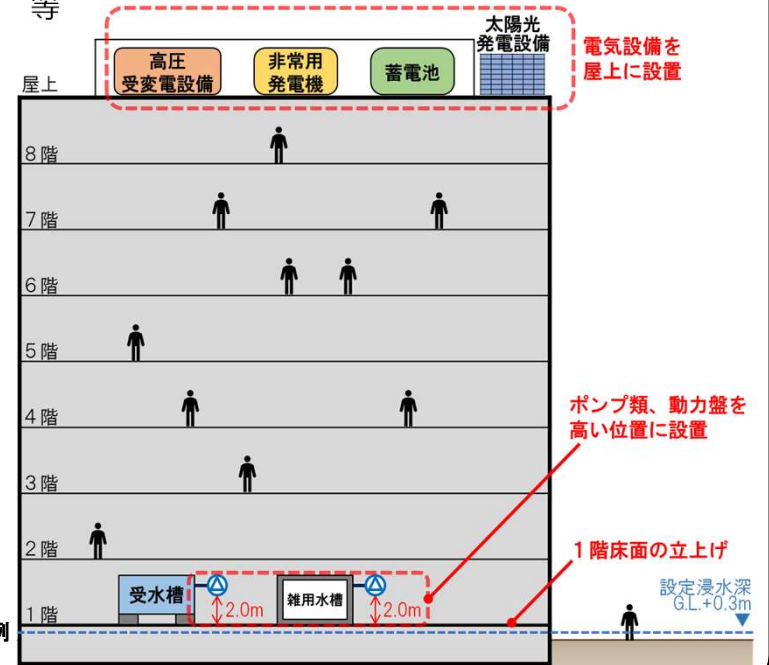 等
太陽光
発電設備
高圧
受変電設備
非常用
発電機
蓄電池
電気設備を
屋上に設置
屋上
8階
7階
6階
5階
4階
ポンプ類、動力盤を
高い位置に設置
3階
2階
1階床面の立上げ
受水槽
2.0m
雑用水槽
2.0m
設定浸水深
G.L.+0.3m
1階
例